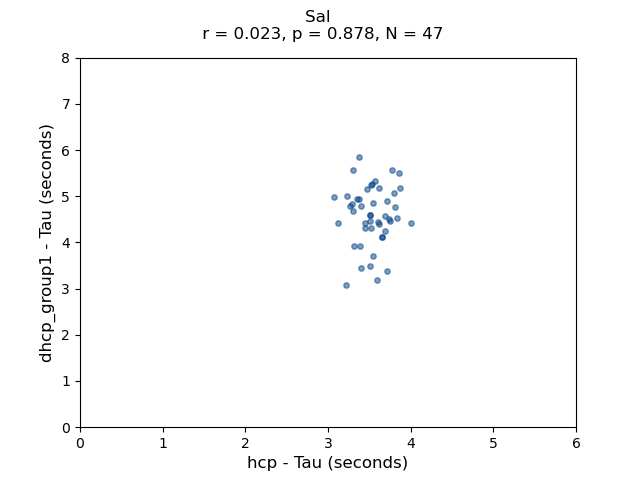 Sal
r = 0.023, p = 0.878, N = 47
8
7
6
5
4
3
2
1
0
dhcp_group1 - Tau (seconds)
0 1 2 3 4 5 6
hcp - Tau (seconds)